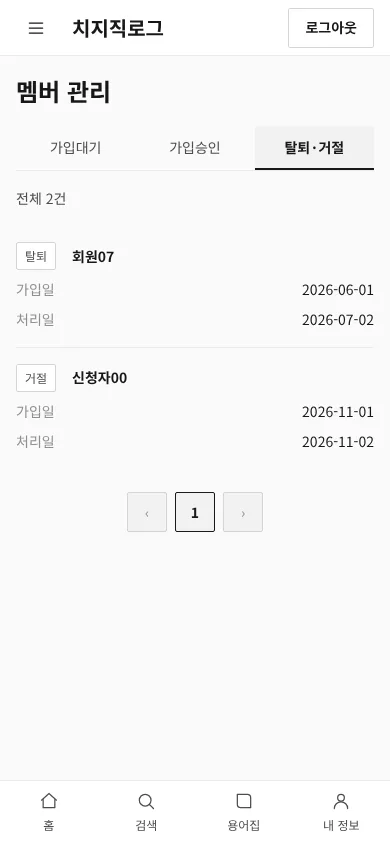 치지직로그
로그아웃
멤버 관리
가입대기
가입승인
탈퇴·거절
전체 2건
탈퇴 회원07
가입일 2026-06-01
처리일 2026-07-02
거절 신청자00
가입일 2026-11-01
처리일 2026-11-02
‹ 1 ›
홈
검색
용어집
내 정보